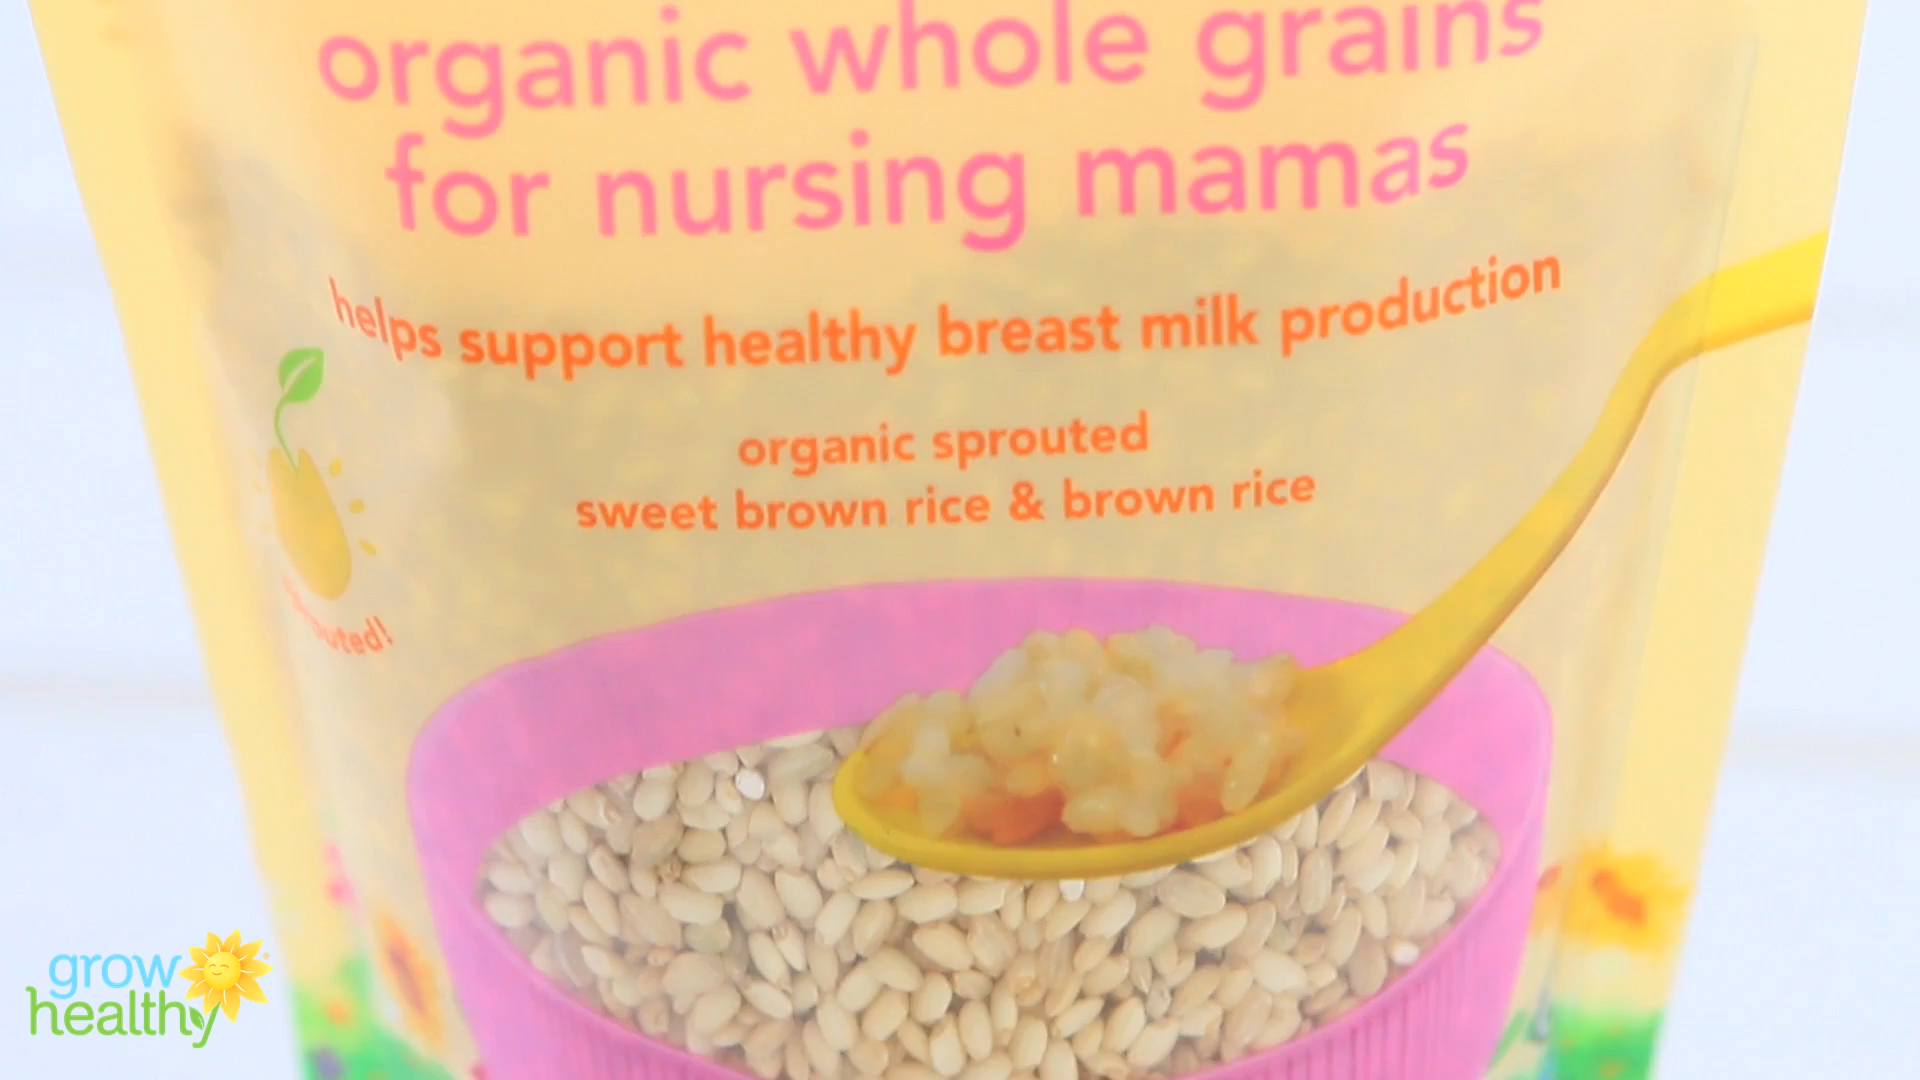 organic whole grains
for nursing mamas
helps support healthy breast milk production
organic sprouted
sweet brown rice & brown rice
grow
healthy